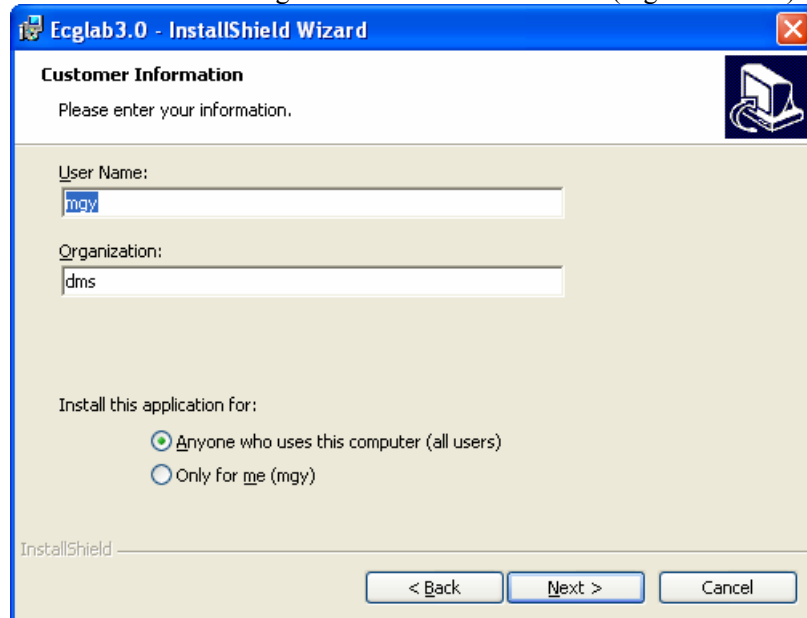 Ecglab3.0 - InstallShield Wizard
Customer Information
Please enter your information.
User Name:
mgy
Organization:
dms
Install this application for:
Anyone who uses this computer (all users)
Only for me (mgy)
InstallShield
< Back Next > Cancel